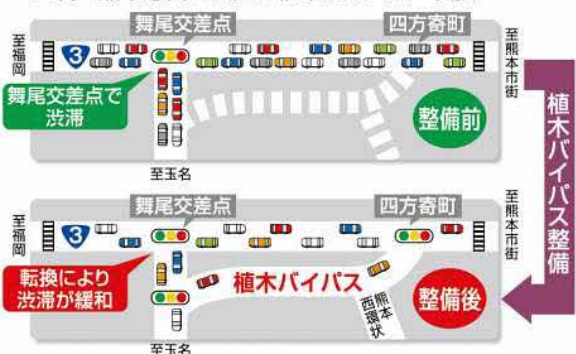 舞尾交差点
四方寄町
至福岡
3
至熊本市街
舞尾交差点で
渋滞
整備前
至玉名
植木バイパス整備
舞尾交差点
四方寄町
至福岡
3
至熊本市街
転換により
渋滞が緩和
植木バイパス
熊本
西環状
整備後
至玉名